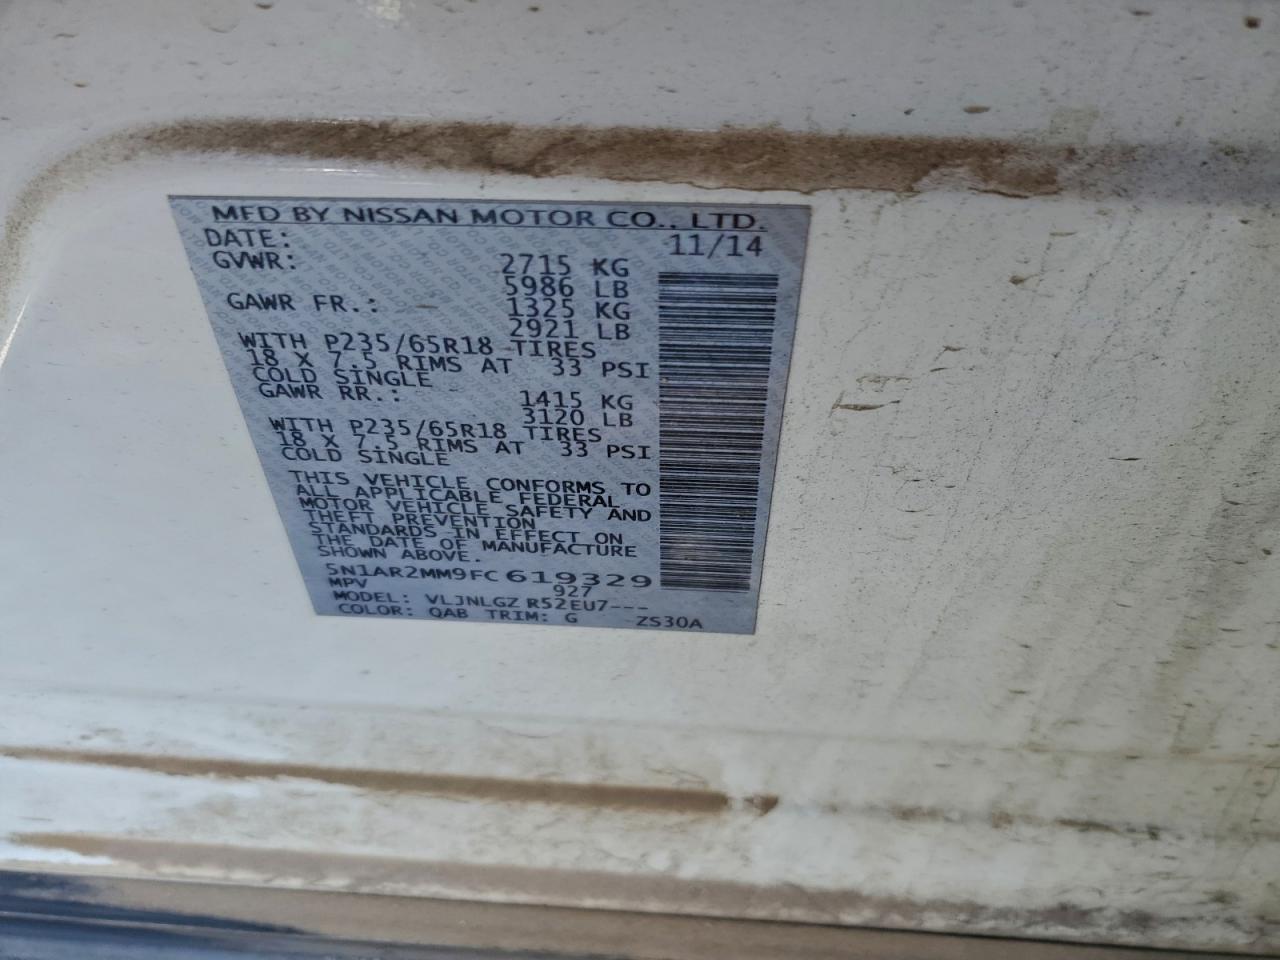 MFD BY NISSAN MOTOR CO., LTD.
DATE: 11/14
GVWR: 2715 KG
5986 LB
GAWR FR.: 1325 KG
2921 LB
WITH P235/65R18 TIRES
18 X 7.5 RIMS AT 33 PSI
COLD SINGLE
GAWR RR.: 1415 KG
3120 LB
WITH P235/65R18 TIRES
18 X 7.5 RIMS AT 33 PSI
COLD SINGLE
THIS VEHICLE CONFORMS TO
ALL APPLICABLE FEDERAL
MOTOR VEHICLE SAFETY AND
THEFT PREVENTION
STANDARDS IN EFFECT ON
THE DATE OF MANUFACTURE
SHOWN ABOVE.
5N1AR2MM9FC619329
MPV 927
MODEL: VLJNLGZ R52EU7---
COLOR: QAB TRIM: G ZS30A